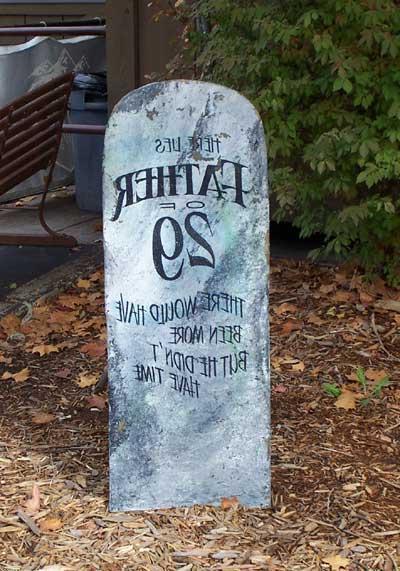 HERE LIES
FATHER
OF
29
THERE WOULD HAVE
BEEN MORE
BUT HE DIDN'T
HAVE TIME